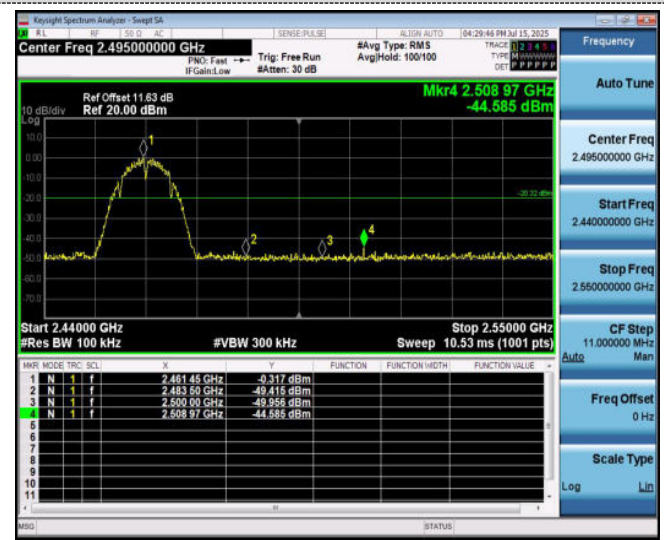 Keysight Spectrum Analyzer - Swept SA
RL RF 50 Ω AC SENSE:PULSE ALIGN AUTO 04:29:46 PM Jul 15, 2025
Center Freq 2.495000000 GHz
PNO: Fast
IFGain:Low
Trig: Free Run
#Atten: 30 dB
#Avg Type: RMS
Avg|Hold: 100/100
TRACE 1 2 3 4 5 6
TYPE M WWWWW
DET P P P P P P
Frequency
Auto Tune
Center Freq
2.495000000 GHz
Start Freq
2.440000000 GHz
Stop Freq
2.550000000 GHz
CF Step
11.000000 MHz
Auto Man
Freq Offset
0 Hz
Scale Type
Log Lin
Mkr4 2.508 97 GHz
-44.585 dBm
Ref Offset 11.63 dB
10 dB/div Ref 20.00 dBm
Log
10.0
0.00
-10.0
-20.0
-30.0
-40.0
-50.0
-60.0
-70.0
1
2
3
4
-20.22 dBm
Start 2.44000 GHz Stop 2.55000 GHz
#Res BW 100 kHz #VBW 300 kHz Sweep 10.53 ms (1001 pts)
MKR MODE TRC SCL X Y FUNCTION FUNCTION WIDTH FUNCTION VALUE
1 N 1 f 2.461 45 GHz -0.317 dBm
2 N 1 f 2.483 50 GHz -49.415 dBm
3 N 1 f 2.500 00 GHz -49.956 dBm
4 N 1 f 2.508 97 GHz -44.585 dBm
5
6
7
8
9
10
11
MSG STATUS